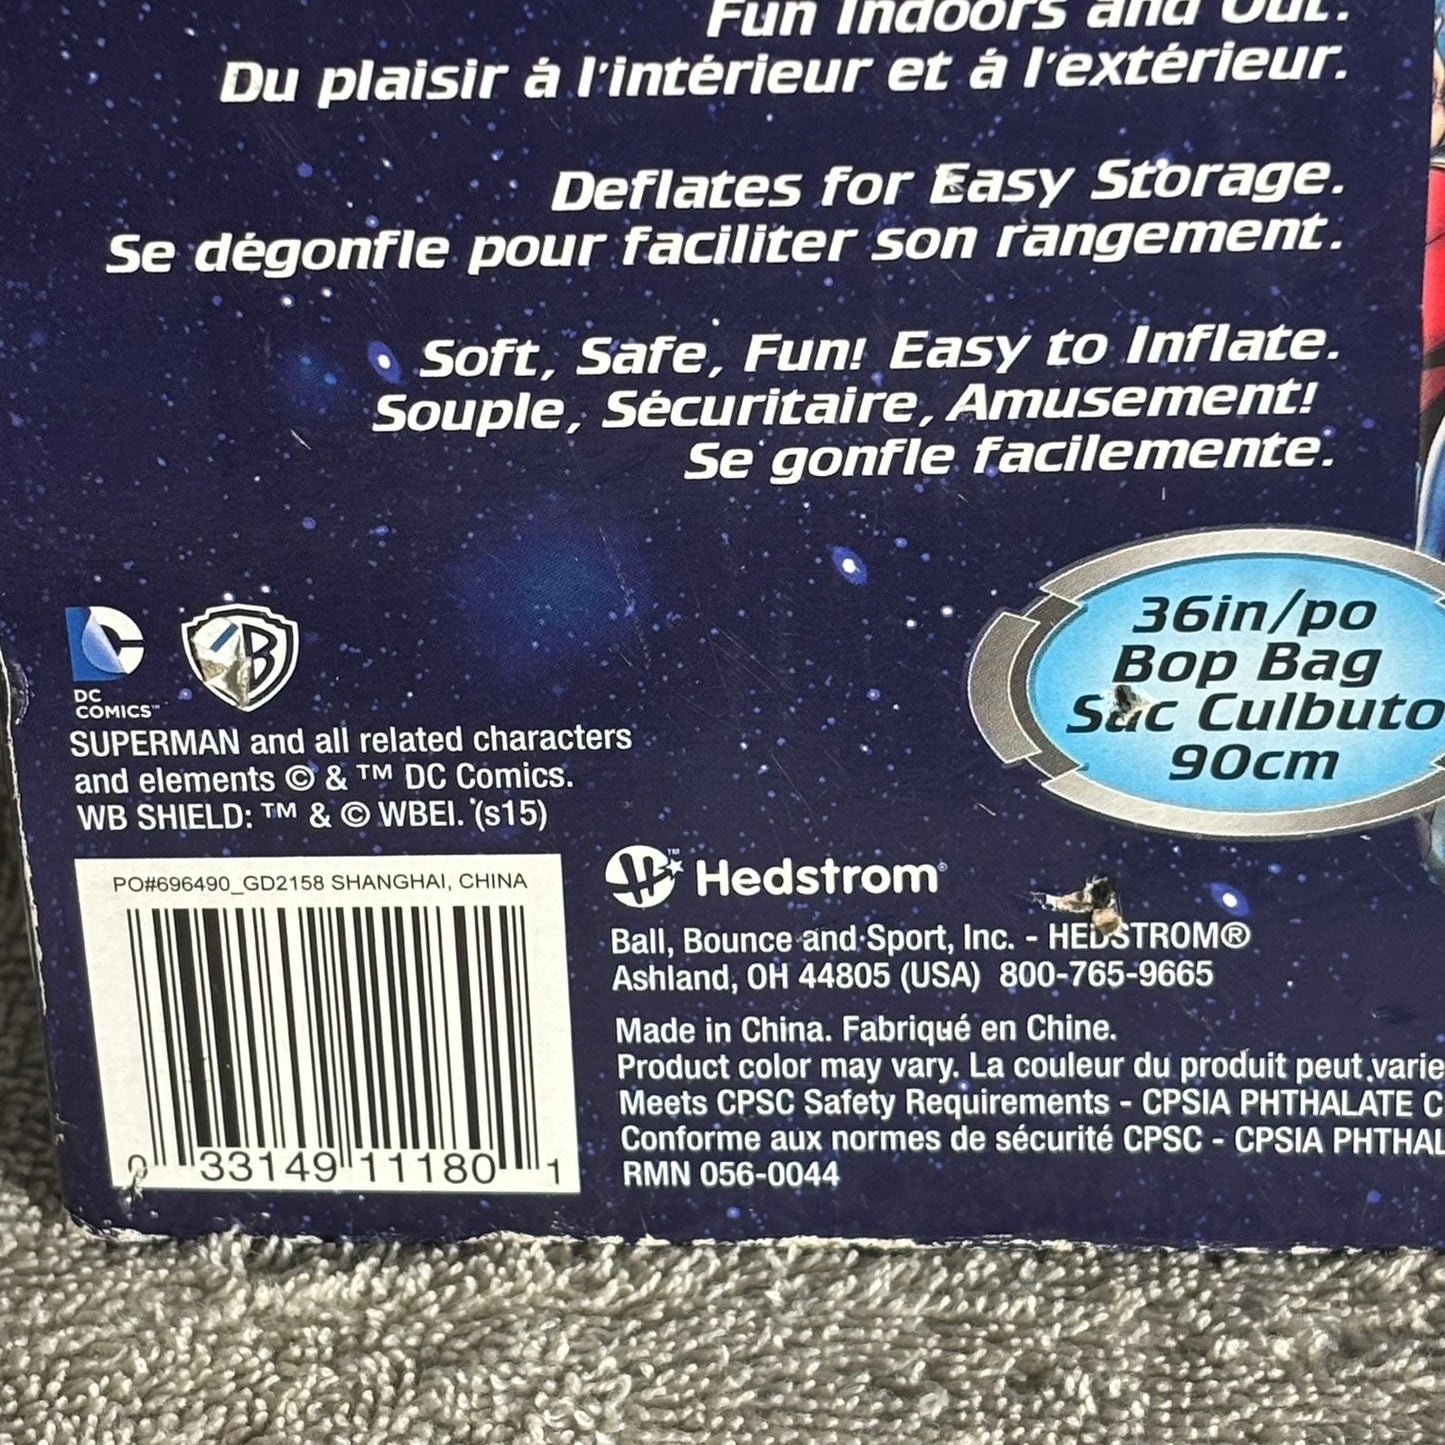 Fun Indoors and Out.
Du plaisir á l'intérieur et á l'extérieur.
Deflates for Easy Storage.
Se dégonfle pour faciliter son rangement.
Soft, Safe, Fun! Easy to Inflate.
Souple, Sécuritaire, Amusement!
Se gonfle facilemente.
36in/po
Bop Bag
Sac Culbuto
90cm
DC
COMICS™
WB
SUPERMAN and all related characters
and elements © & ™ DC Comics.
WB SHIELD: ™ & © WBEI. (s15)
PO#696490_GD2158 SHANGHAI, CHINA
0 33149 11180 1
H™ Hedstrom®
Ball, Bounce and Sport, Inc. - HEDSTROM®
Ashland, OH 44805 (USA) 800-765-9665
Made in China. Fabriqué en Chine.
Product color may vary. La couleur du produit peut varie
Meets CPSC Safety Requirements - CPSIA PHTHALATE C
Conforme aux normes de sécurité CPSC - CPSIA PHTHAL
RMN 056-0044